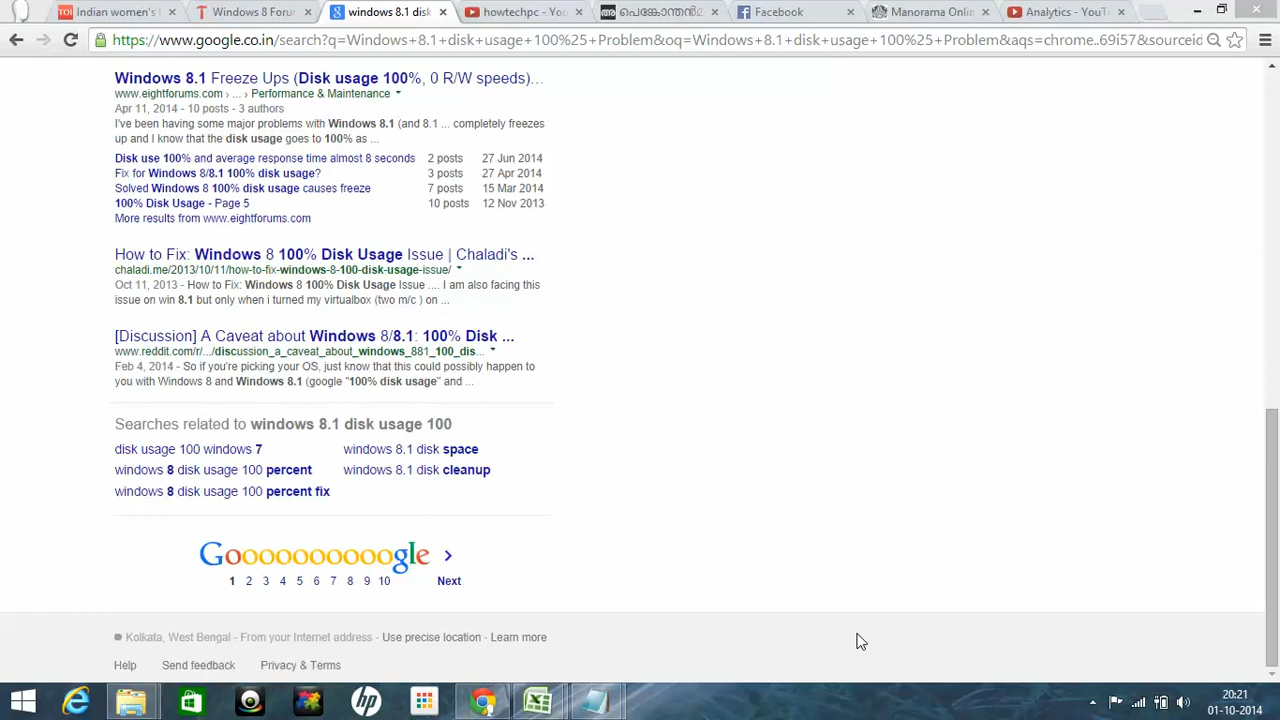 Indian women's
Windows 8 Foru
windows 8.1 disk
howtechpc - You
Facebook
Manorama Onlin
Analytics - YouTu
https://www.google.co.in/search?q=Windows+8.1+disk+usage+100%25+Problem&oq=Windows+8.1+disk+usage+100%25+Problem&aqs=chrome..69i57&sourceid
Windows 8.1 Freeze Ups (Disk usage 100%, 0 R/W speeds)...
www.eightforums.com › ... › Performance & Maintenance
Apr 11, 2014 - 10 posts - 3 authors
I've been having some major problems with Windows 8.1 (and 8.1 ... completely freezes
up and I know that the disk usage goes to 100% as ...
Disk use 100% and average response time almost 8 seconds 2 posts 27 Jun 2014
Fix for Windows 8/8.1 100% disk usage? 3 posts 27 Apr 2014
Solved Windows 8 100% disk usage causes freeze 7 posts 15 Mar 2014
100% Disk Usage - Page 5 10 posts 12 Nov 2013
More results from www.eightforums.com
How to Fix: Windows 8 100% Disk Usage Issue | Chaladi's ...
chaladi.me/2013/10/11/how-to-fix-windows-8-100-disk-usage-issue/
Oct 11, 2013 - How to Fix: Windows 8 100% Disk Usage Issue .... I am also facing this
issue on win 8.1 but only when i turned my virtualbox (two m/c ) on ...
[Discussion] A Caveat about Windows 8/8.1: 100% Disk ...
www.reddit.com/r/.../discussion_a_caveat_about_windows_881_100_dis...
Feb 4, 2014 - So if you're picking your OS, just know that this could possibly happen to
you with Windows 8 and Windows 8.1 (google "100% disk usage" and ...
Searches related to windows 8.1 disk usage 100
disk usage 100 windows 7 windows 8.1 disk space
windows 8 disk usage 100 percent windows 8.1 disk cleanup
windows 8 disk usage 100 percent fix
Goooooooooogle >
1 2 3 4 5 6 7 8 9 10 Next
Kolkata, West Bengal - From your Internet address - Use precise location - Learn more
Help Send feedback Privacy & Terms
hp
20:21
01-10-2014